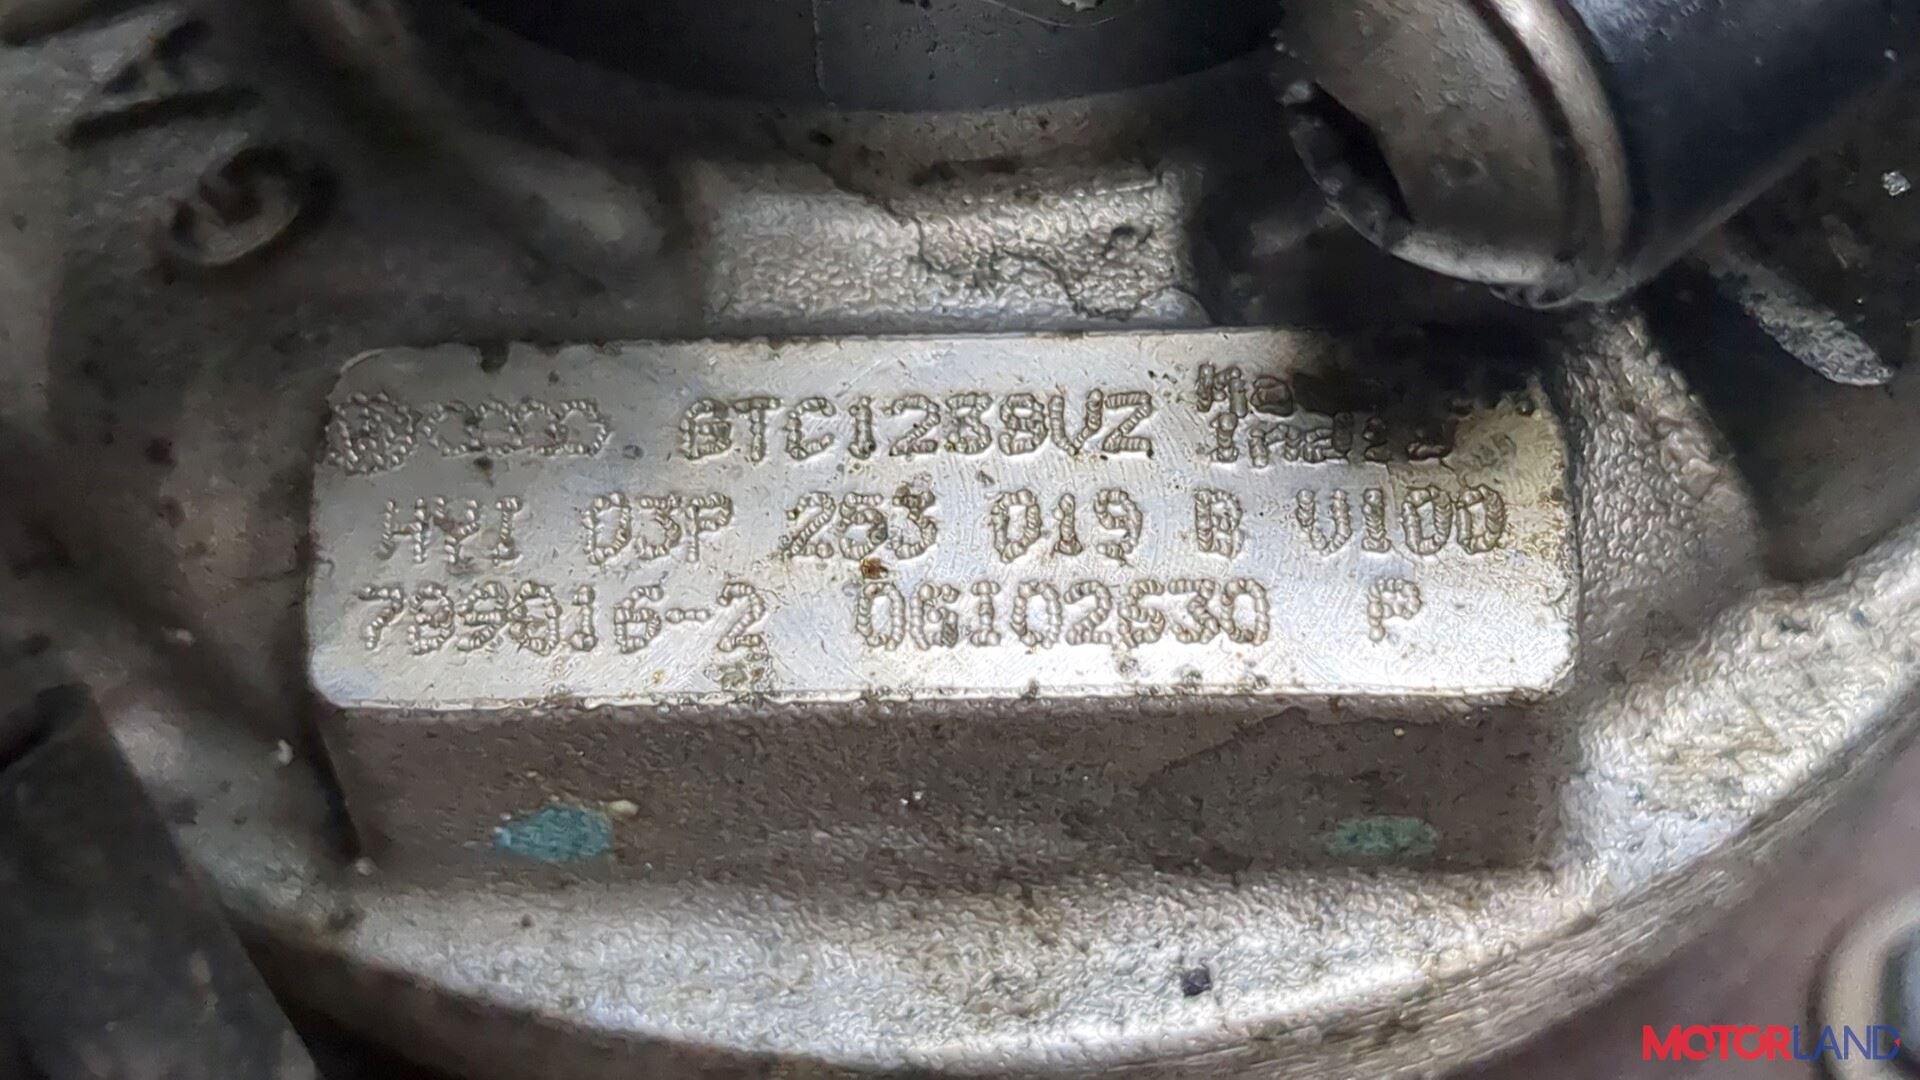 GTC1238VZ
HYI 03P 253 019 B V100
789016-2 06102630 P
MOTORLAND